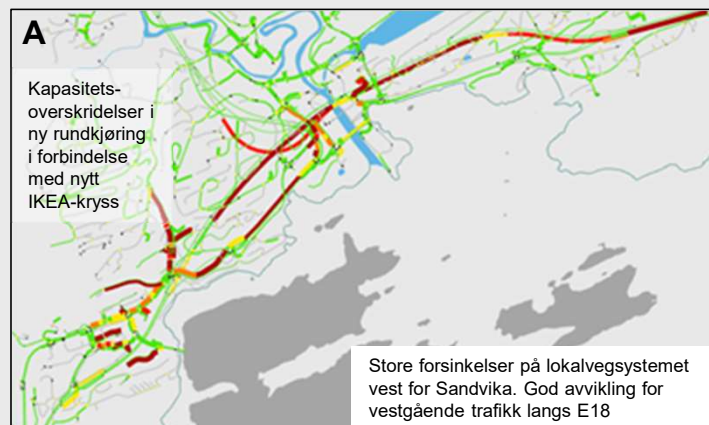 A
Kapasitets-
overskridelser i
ny rundkjøring
i forbindelse
med nytt
IKEA-kryss
Store forsinkelser på lokalvegsystemet
vest for Sandvika. God avvikling for
vestgående trafikk langs E18